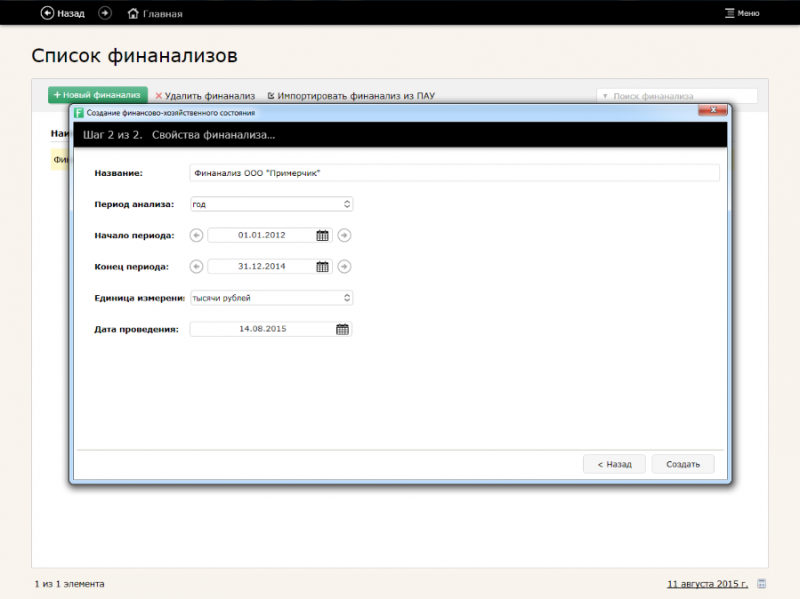 Назад Главная Меню
Список финанализов
+ Новый финанализ Удалить финанализ Импортировать финанализ из ПАУ Поиск финанализа
Создание финансово-хозяйственного состояния
Шаг 2 из 2. Свойства финанализа...
Название: Финанализ ООО "Примерчик"
Период анализа: год
Начало периода: 01.01.2012
Конец периода: 31.12.2014
Единица измерени тысячи рублей
Дата проведения: 14.08.2015
< Назад Создать
1 из 1 элемента 11 августа 2015 г.